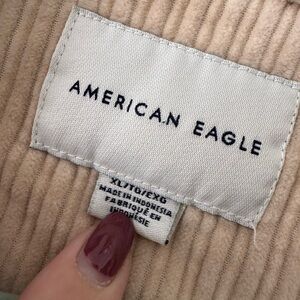 AMERICAN EAGLE
XL/TG/EXG
MADE IN INDONESIA
FABRIQUÉ EN
INDONÉSIE